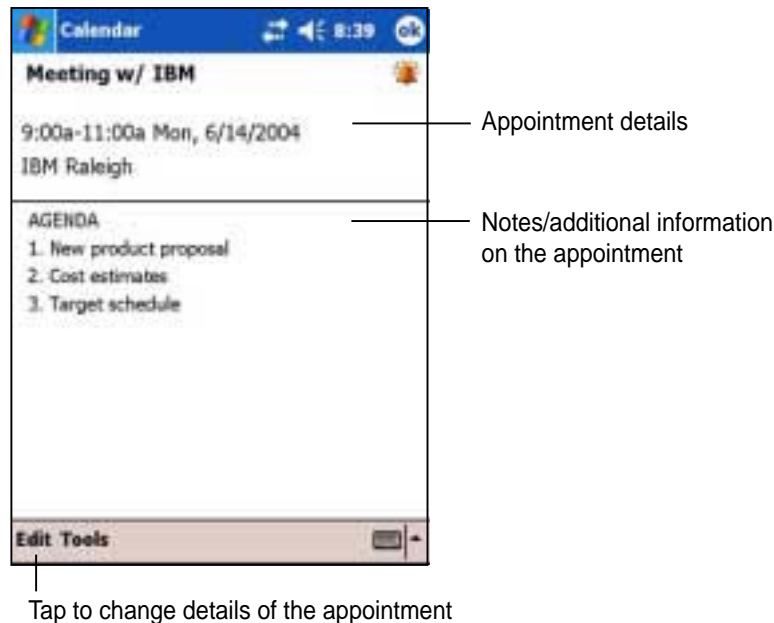 Calendar 8:39 ok
Meeting w/ IBM
9:00a-11:00a Mon, 6/14/2004
IBM Raleigh
Appointment details
AGENDA
1. New product proposal
2. Cost estimates
3. Target schedule
Notes/additional information
on the appointment
Edit Tools
Tap to change details of the appointment